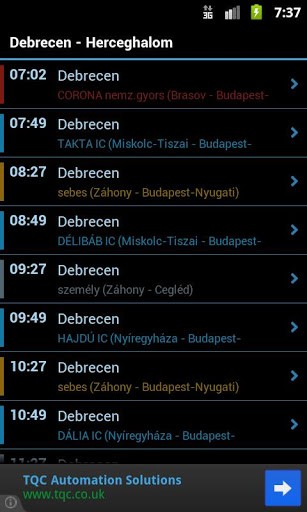 3G 7:37
Debrecen - Herceghalom
07:02 Debrecen
CORONA nemz.gyors (Brasov - Budapest-
07:49 Debrecen
TAKTA IC (Miskolc-Tiszai - Budapest-
08:27 Debrecen
sebes (Záhony - Budapest-Nyugati)
08:49 Debrecen
DÉLIBÁB IC (Miskolc-Tiszai - Budapest-
09:27 Debrecen
személy (Záhony - Cegléd)
09:49 Debrecen
HAJDÚ IC (Nyíregyháza - Budapest-
10:27 Debrecen
sebes (Záhony - Budapest-Nyugati)
10:49 Debrecen
DÁLIA IC (Nyíregyháza - Budapest-
11:27 Debrecen
TQC Automation Solutions
www.tqc.co.uk